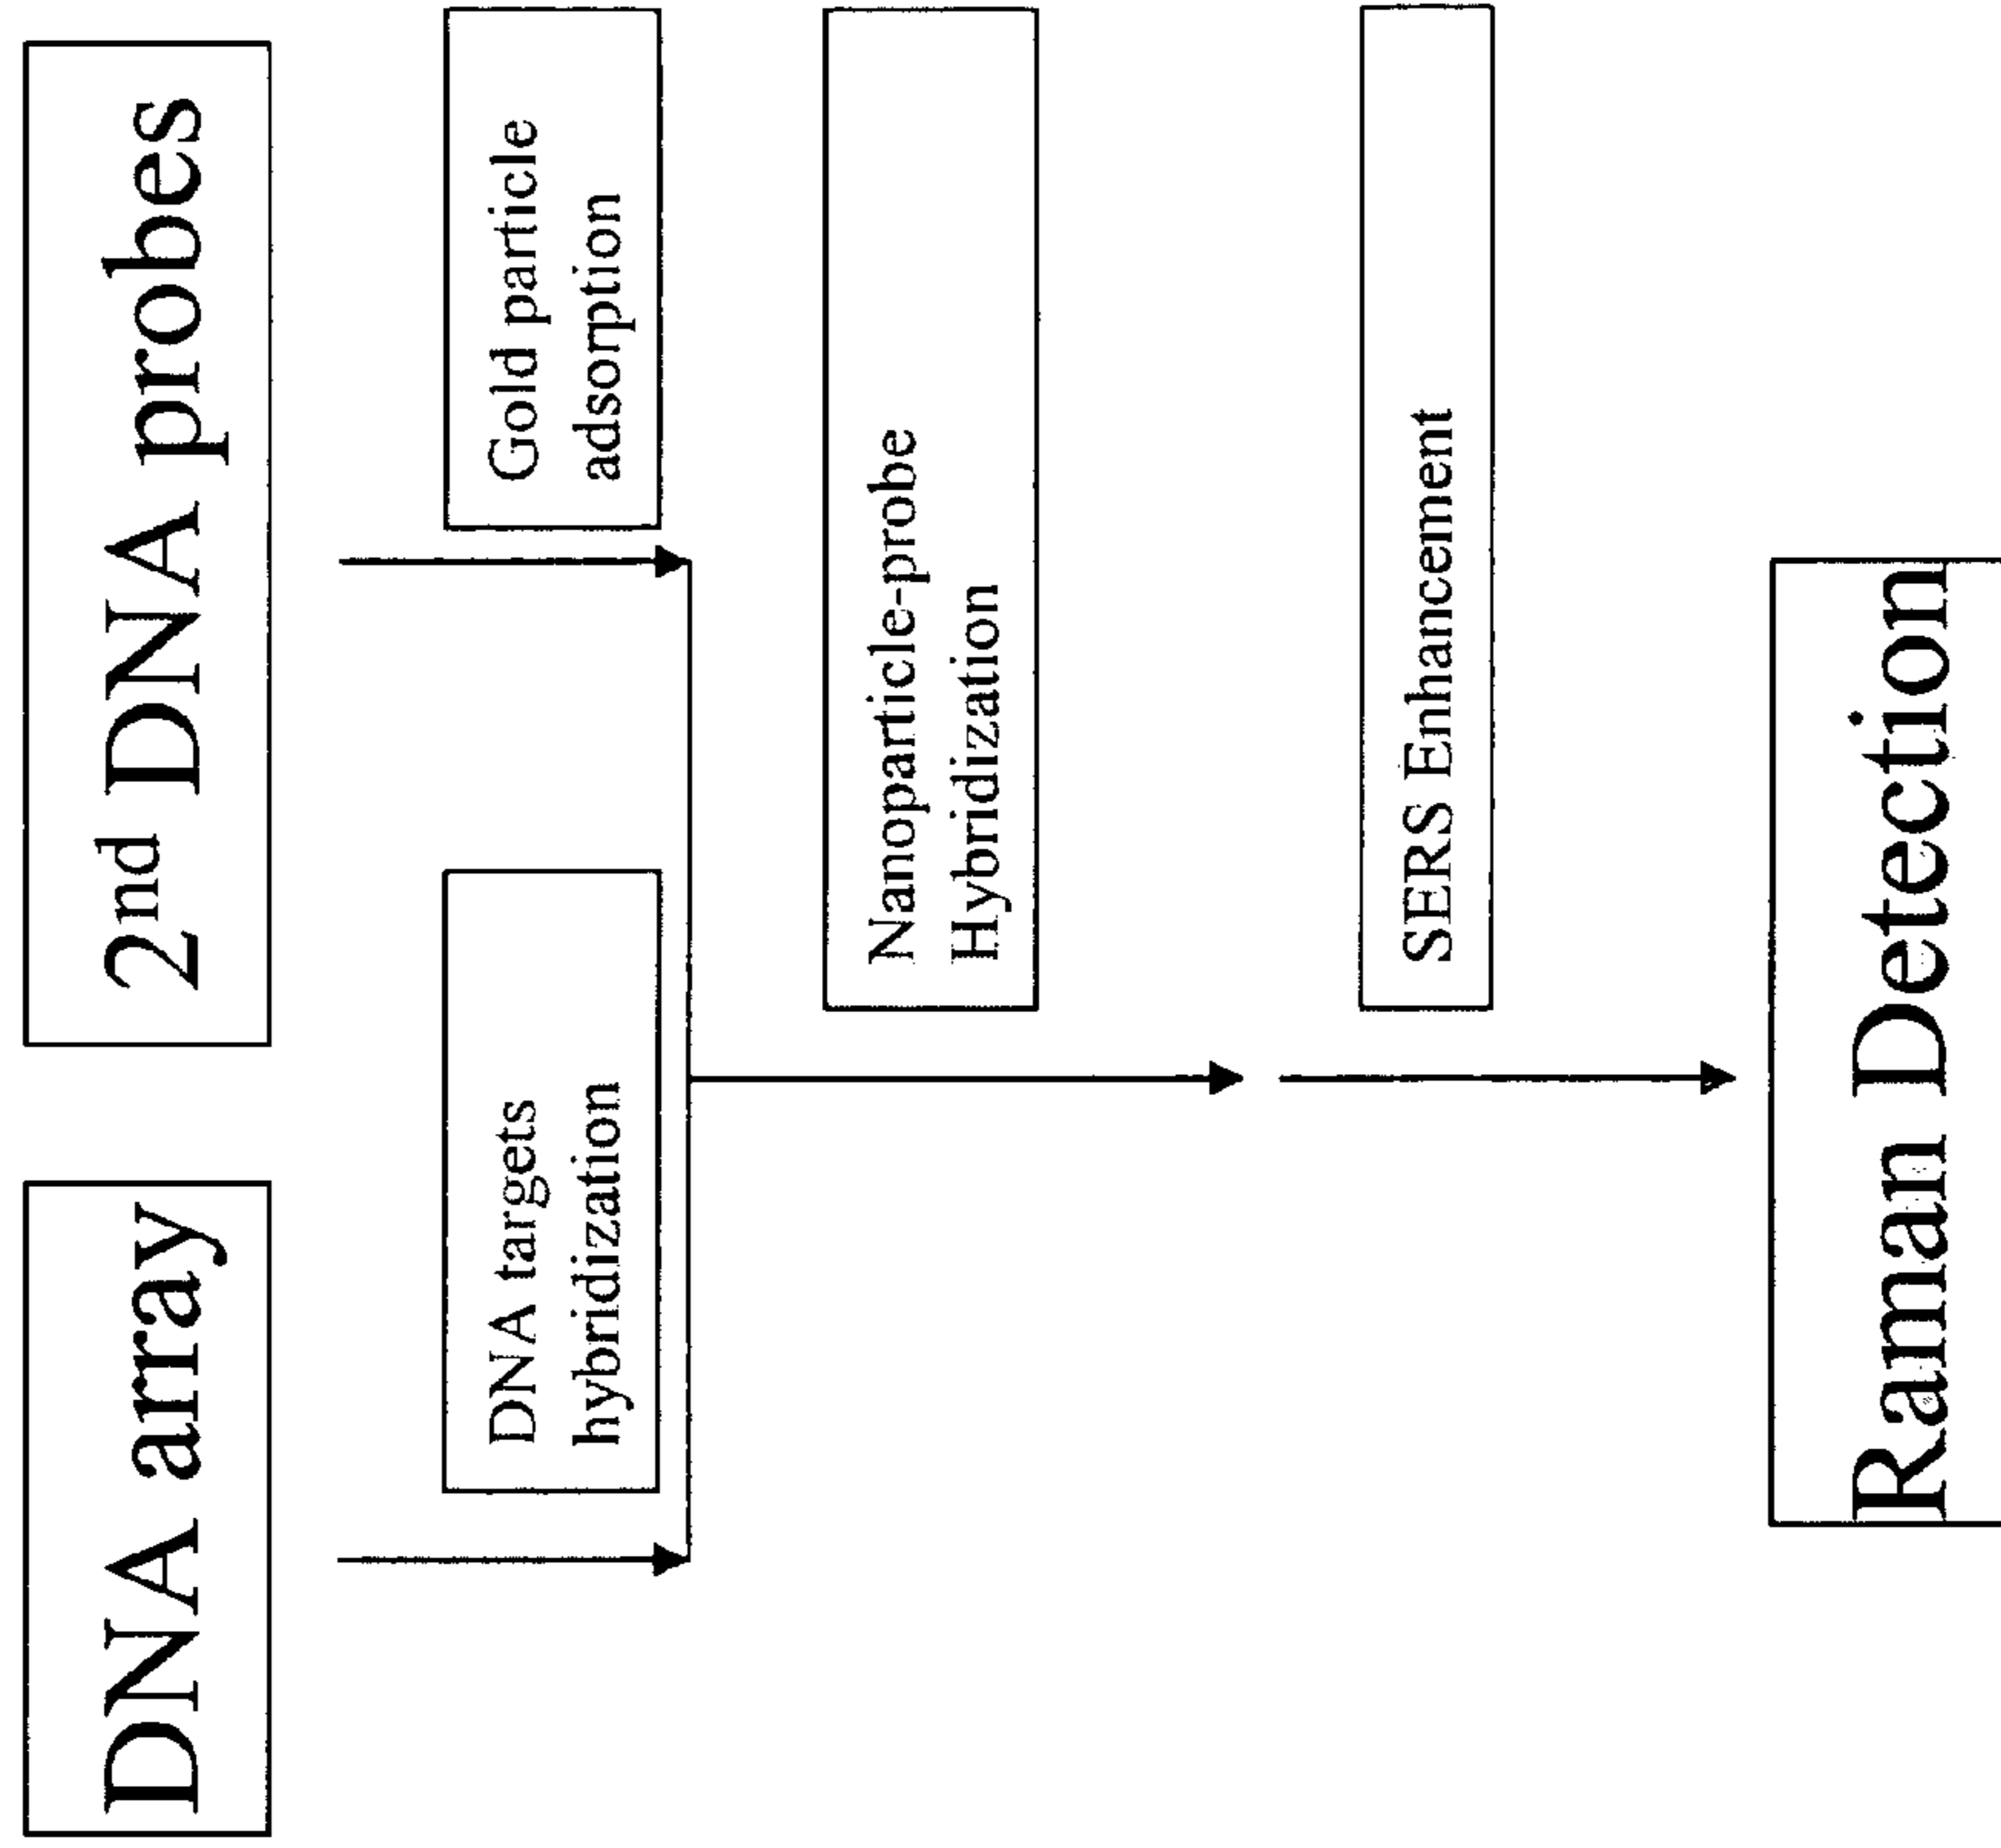 DNA array
2nd DNA probes
DNA targets
hybridization
Gold particle
adsorption
Nanoparticle-probe
Hybridization
SERS Enhancement
Raman Detection